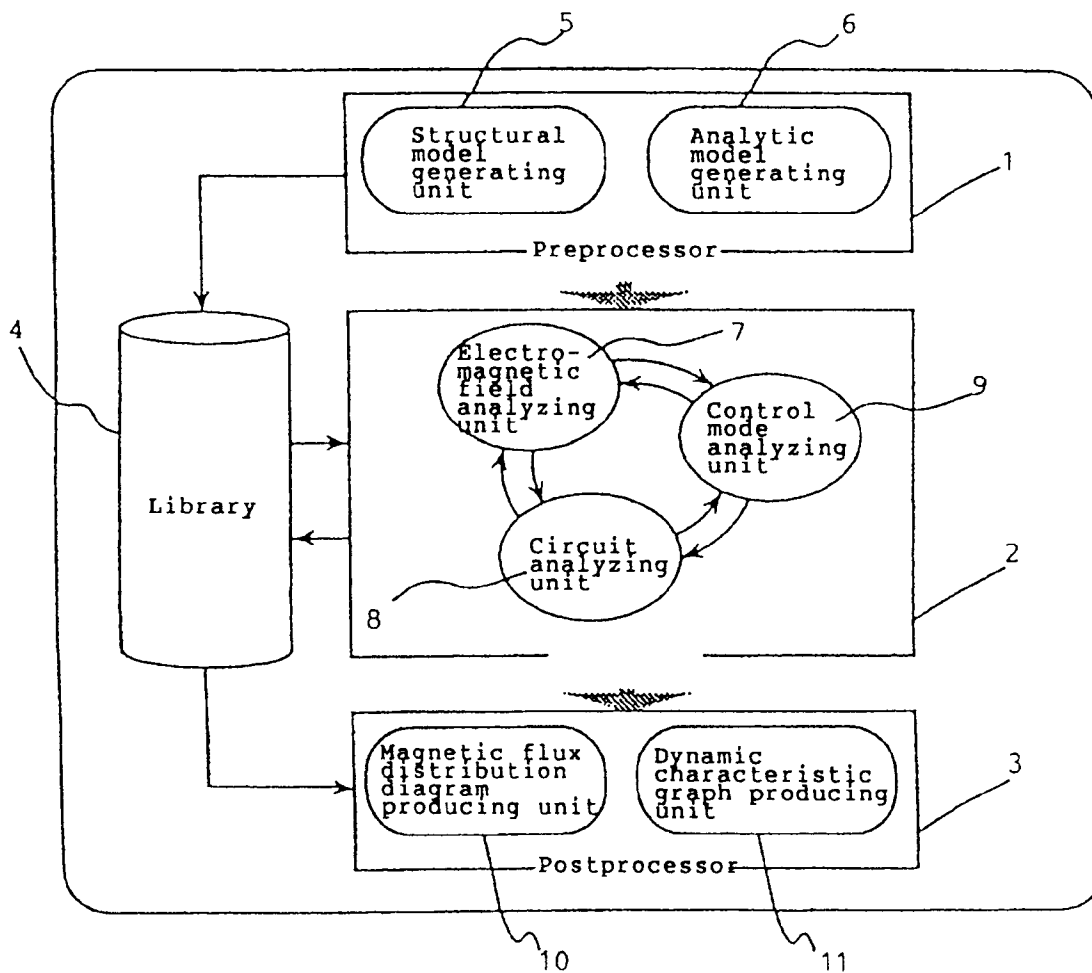 5
6
Structural
model
generating
unit
Analytic
model
generating
unit
1
Preprocessor
4
7
Electro-
magnetic
field
analyzing
unit
9
Control
mode
analyzing
unit
Library
Circuit
analyzing
unit
8
2
Magnetic flux
distribution
diagram
producing unit
Dynamic
characteristic
graph producing
unit
3
Postprocessor
10
11